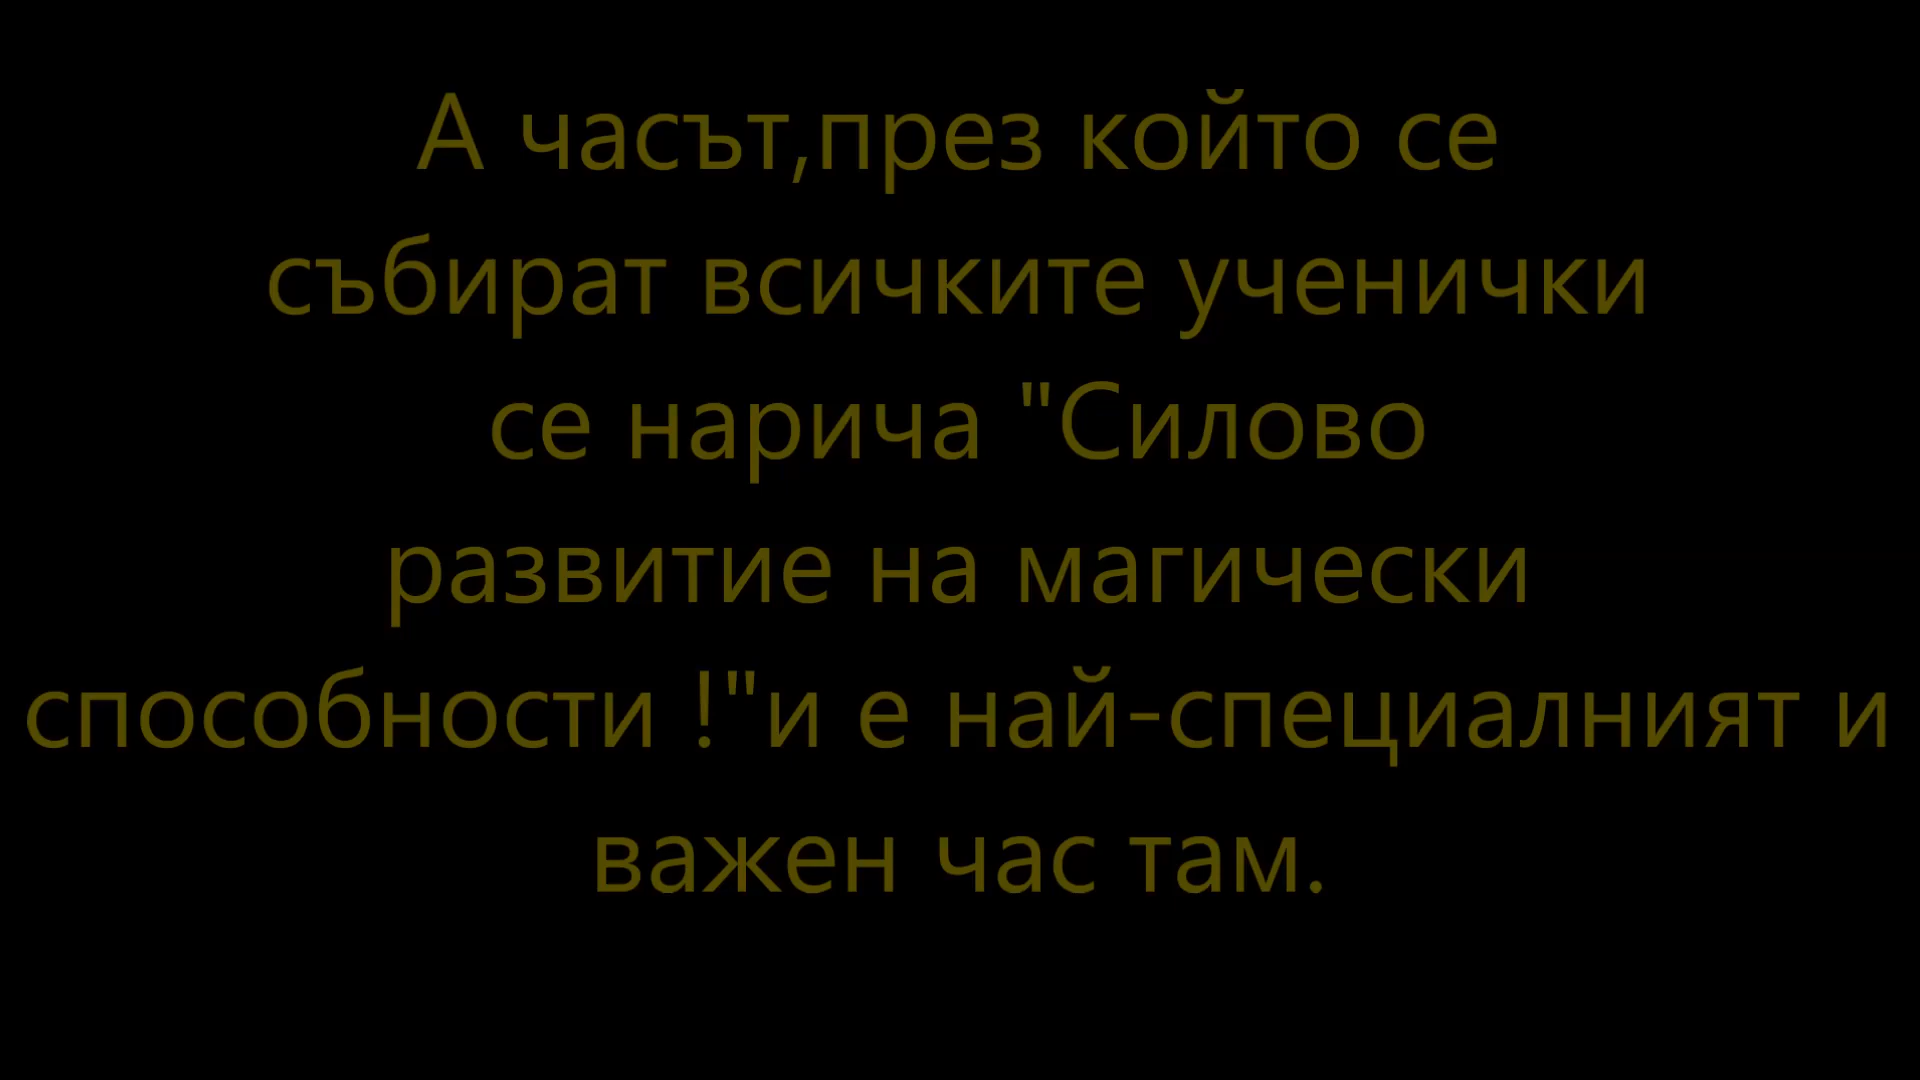 А часът,през който се
събират всичките ученички
се нарича "Силово
развитие на магически
способности !"и е най-специалният и
важен час там.